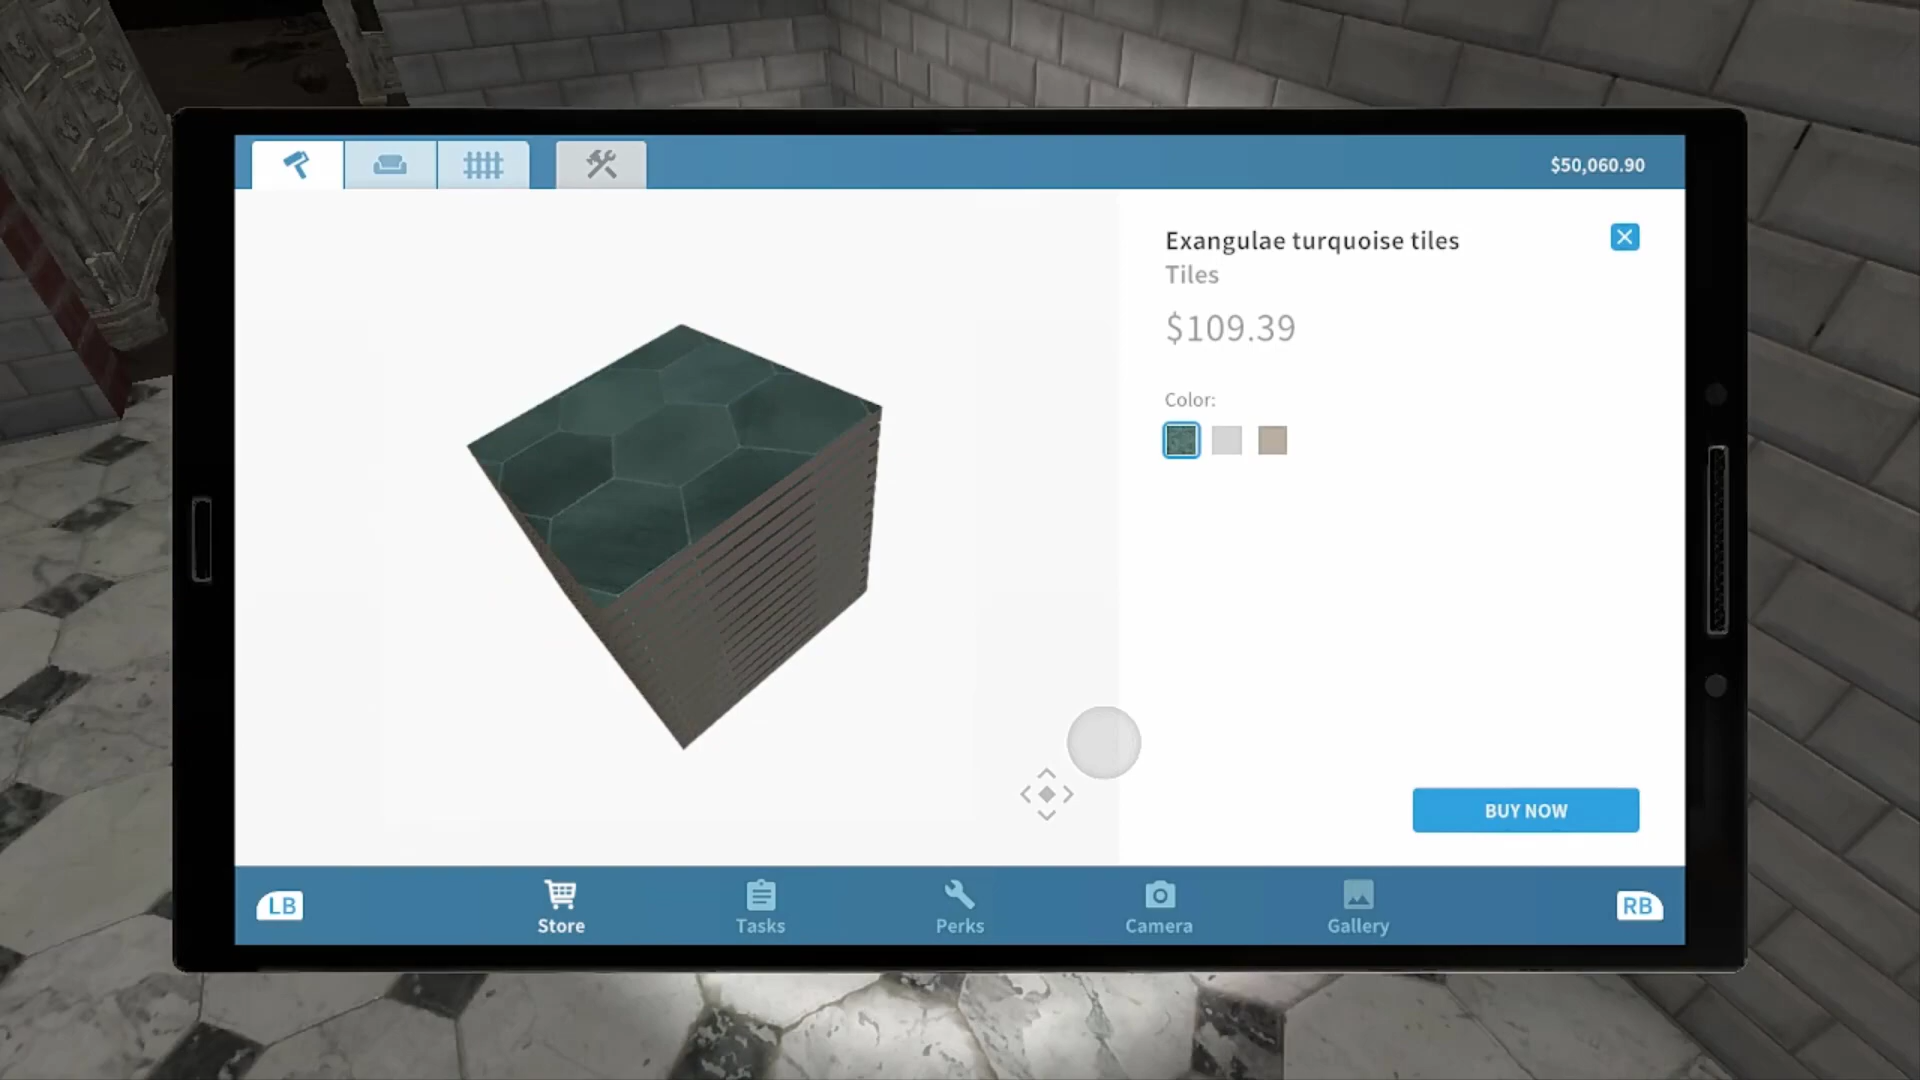 $50,060.90
Exangulae turquoise tiles
Tiles
$109.39
Color:
BUY NOW
LB
Store
Tasks
Perks
Camera
Gallery
RB